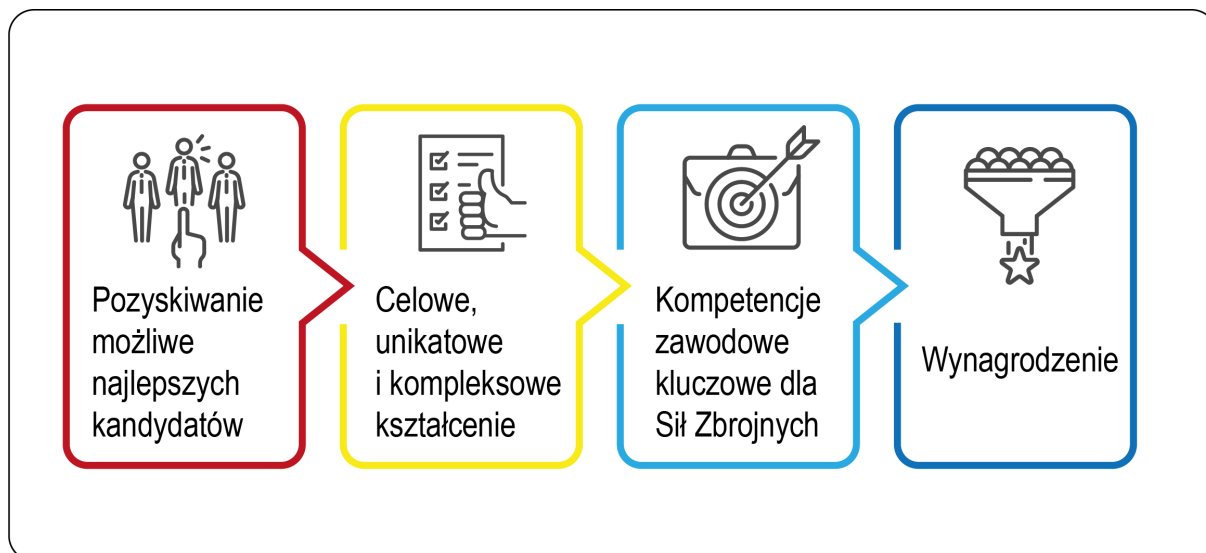 Pozyskiwanie
możliwe
najlepszych
kandydatów
Celowe,
unikatowe
i kompleksowe
kształcenie
Kompetencje
zawodowe
kluczowe dla
Sił Zbrojnych
Wynagrodzenie